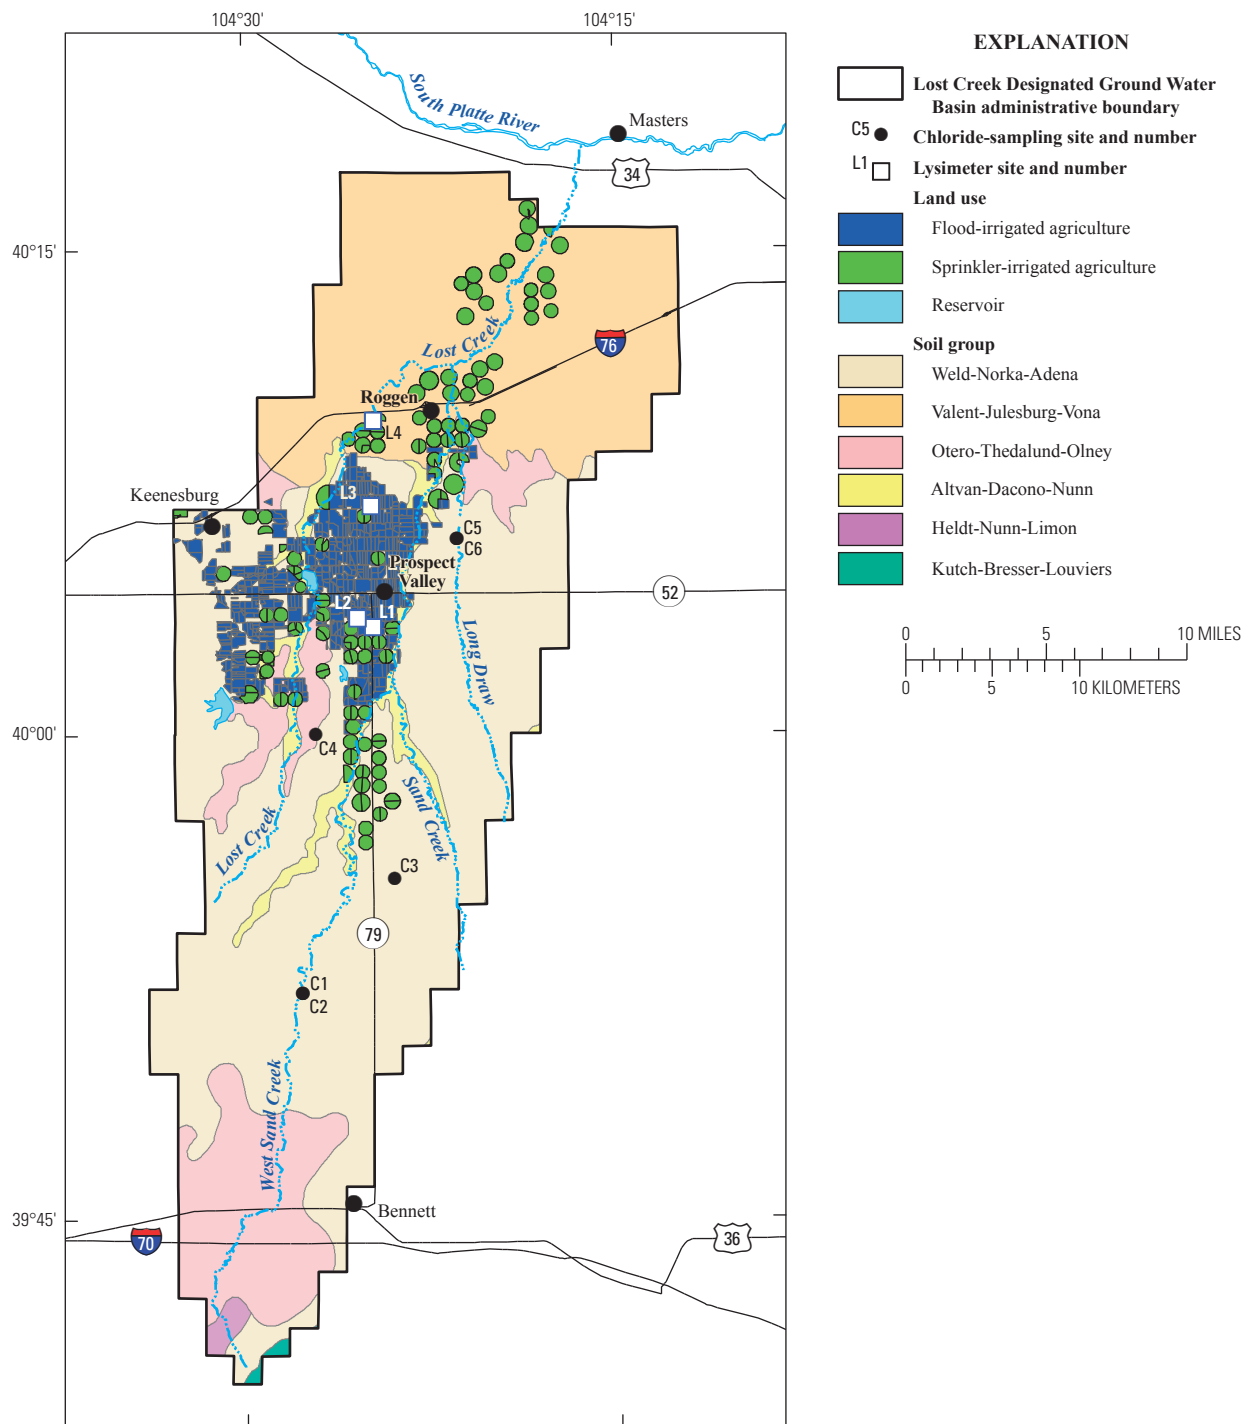 104°30'
104°15'
South Platte River
Masters
34
40°15'
Lost Creek
76
Roggen
L4
Keenesburg
L3
C5
C6
Prospect
Valley
52
L2
L1
Long Draw
40°00'
C4
Sand Creek
Lost Creek
C3
79
C1
C2
West Sand Creek
39°45'
Bennett
70
36
EXPLANATION
Lost Creek Designated Ground Water
Basin administrative boundary
C5
Chloride-sampling site and number
L1
Lysimeter site and number
Land use
Flood-irrigated agriculture
Sprinkler-irrigated agriculture
Reservoir
Soil group
Weld-Norka-Adena
Valent-Julesburg-Vona
Otero-Thedalund-Olney
Altvan-Dacono-Nunn
Heldt-Nunn-Limon
Kutch-Bresser-Louviers
0 5 10 MILES
0 5 10 KILOMETERS